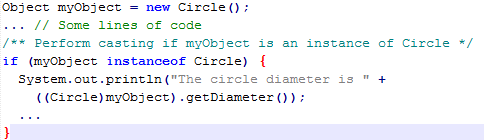 Object myObject = new Circle();
... // Some lines of code
/** Perform casting if myObject is an instance of Circle */
if (myObject instanceof Circle) {
  System.out.println("The circle diameter is " +
    ((Circle)myObject).getDiameter());
  ...
}